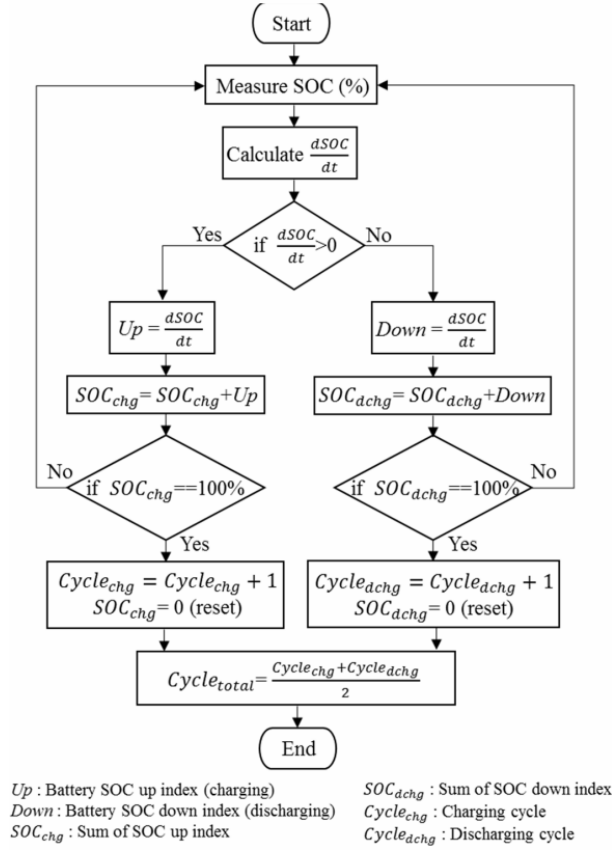 Start
Measure SOC (%)
Calculate dSOC/dt
if dSOC/dt>0
Yes
No
Up = dSOC/dt
Down = dSOC/dt
SOC_chg= SOC_chg+Up
SOC_dchg= SOC_dchg+Down
No
if SOC_chg==100%
if SOC_dchg==100%
No
Yes
Yes
Cycle_chg = Cycle_chg + 1
SOC_chg= 0 (reset)
Cycle_dchg = Cycle_dchg + 1
SOC_dchg= 0 (reset)
Cycle_total= Cycle_chg+Cycle_dchg/2
End
Up : Battery SOC up index (charging)
Down : Battery SOC down index (discharging)
SOC_chg : Sum of SOC up index
SOC_dchg : Sum of SOC down index
Cycle_chg : Charging cycle
Cycle_dchg : Discharging cycle